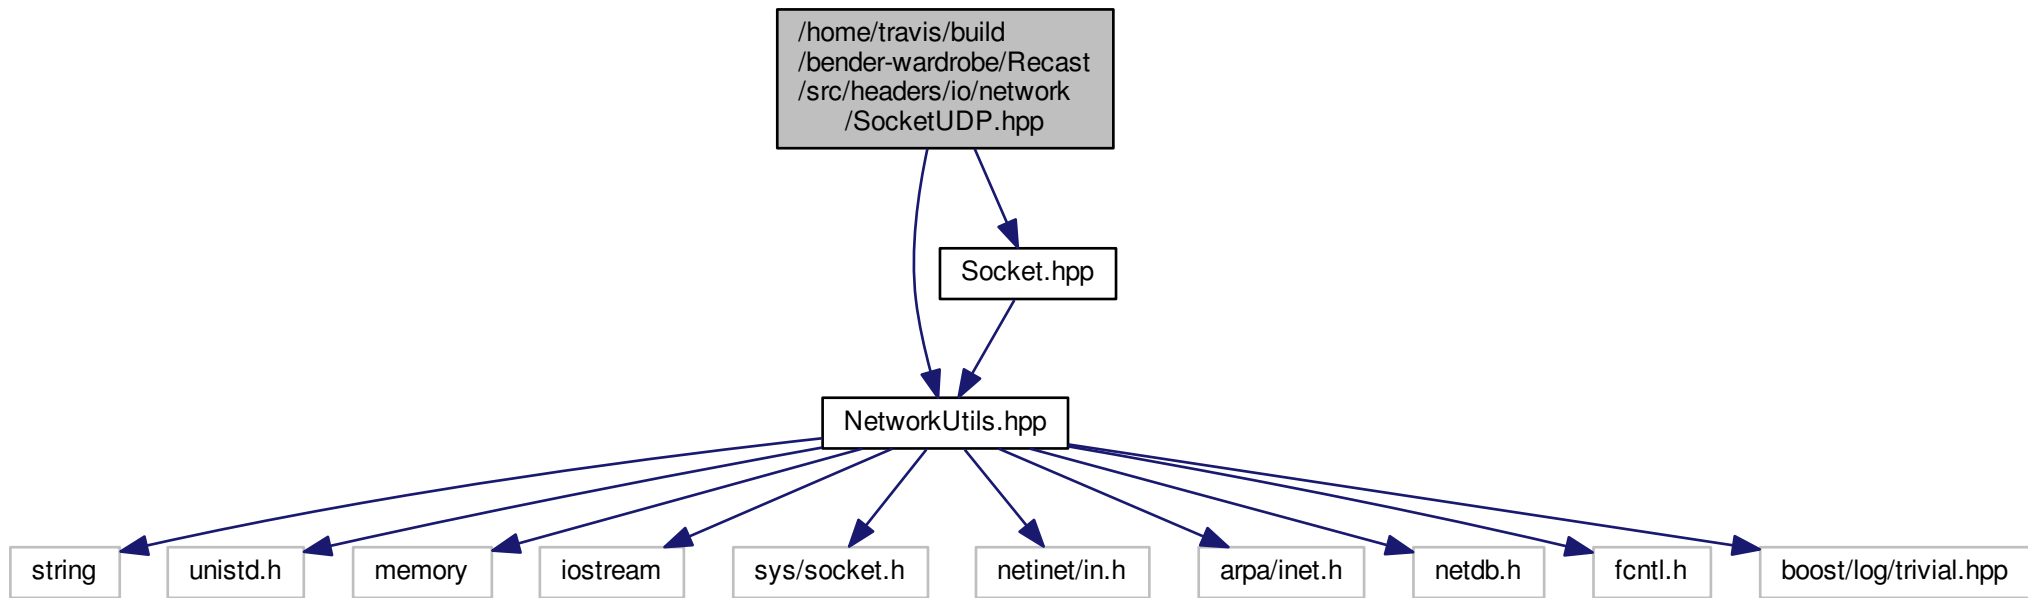 /home/travis/build
/bender-wardrobe/Recast
/src/headers/io/network
/SocketUDP.hpp
Socket.hpp
NetworkUtils.hpp
string
unistd.h
memory
iostream
sys/socket.h
netinet/in.h
arpa/inet.h
netdb.h
fcntl.h
boost/log/trivial.hpp